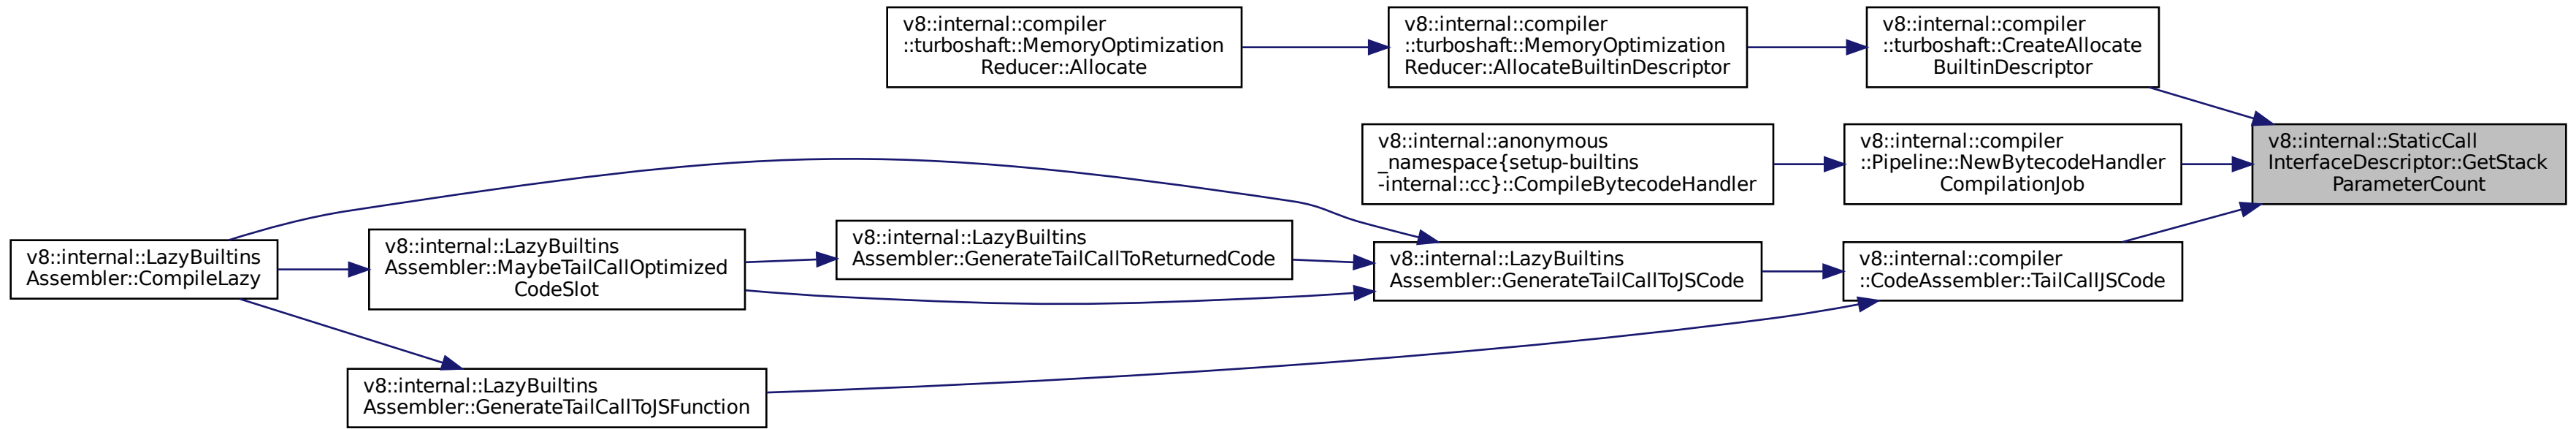 v8::internal::compiler
::turboshaft::MemoryOptimization
Reducer::Allocate
v8::internal::compiler
::turboshaft::MemoryOptimization
Reducer::AllocateBuiltinDescriptor
v8::internal::compiler
::turboshaft::CreateAllocate
BuiltinDescriptor
v8::internal::anonymous
_namespace{setup-builtins
-internal::cc}::CompileBytecodeHandler
v8::internal::compiler
::Pipeline::NewBytecodeHandler
CompilationJob
v8::internal::StaticCall
InterfaceDescriptor::GetStack
ParameterCount
v8::internal::LazyBuiltins
Assembler::CompileLazy
v8::internal::LazyBuiltins
Assembler::MaybeTailCallOptimized
CodeSlot
v8::internal::LazyBuiltins
Assembler::GenerateTailCallToReturnedCode
v8::internal::LazyBuiltins
Assembler::GenerateTailCallToJSCode
v8::internal::compiler
::CodeAssembler::TailCallJSCode
v8::internal::LazyBuiltins
Assembler::GenerateTailCallToJSFunction